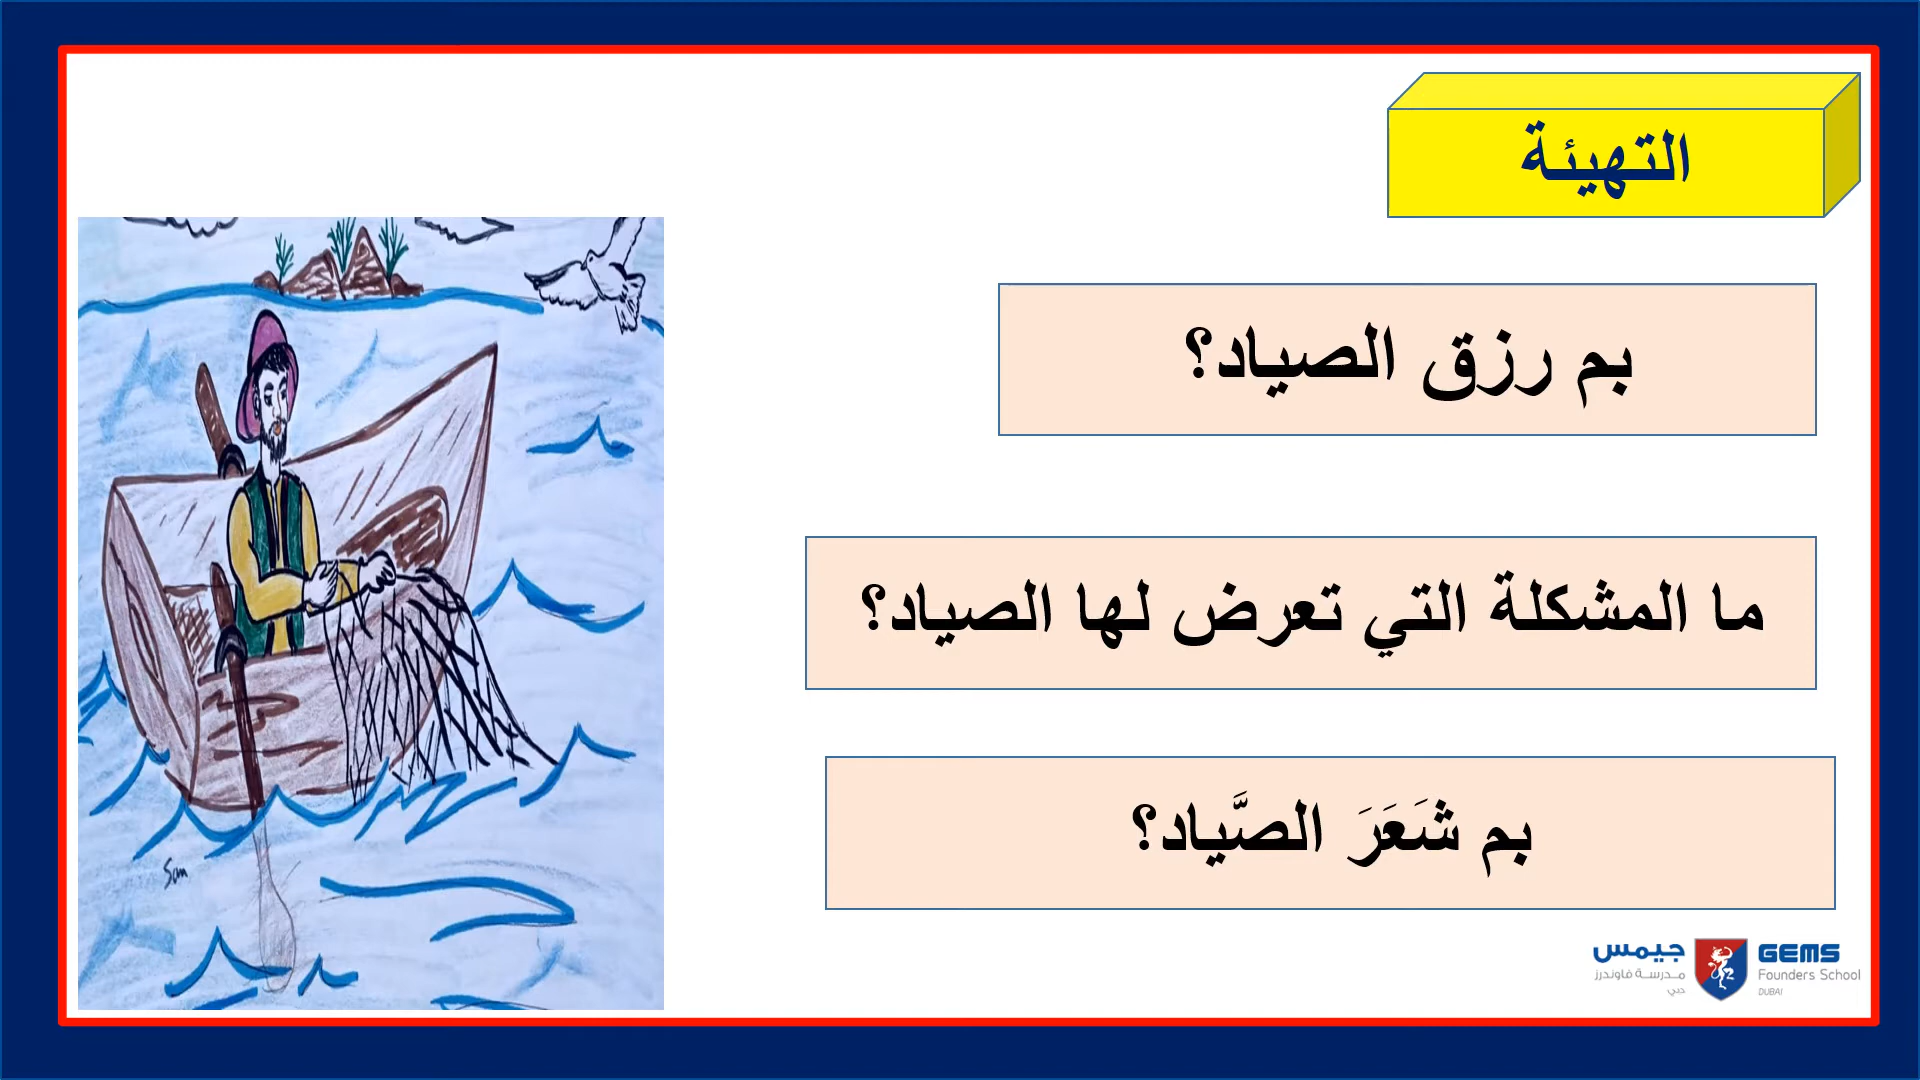 التهيئة
بم رزق الصياد؟
ما المشكلة التي تعرض لها الصياد؟
بم شَعَرَ الصَّياد؟
Sam
جيمس
مدرسة فاوندرز
دبي
GEMS
Founders School
DUBAI